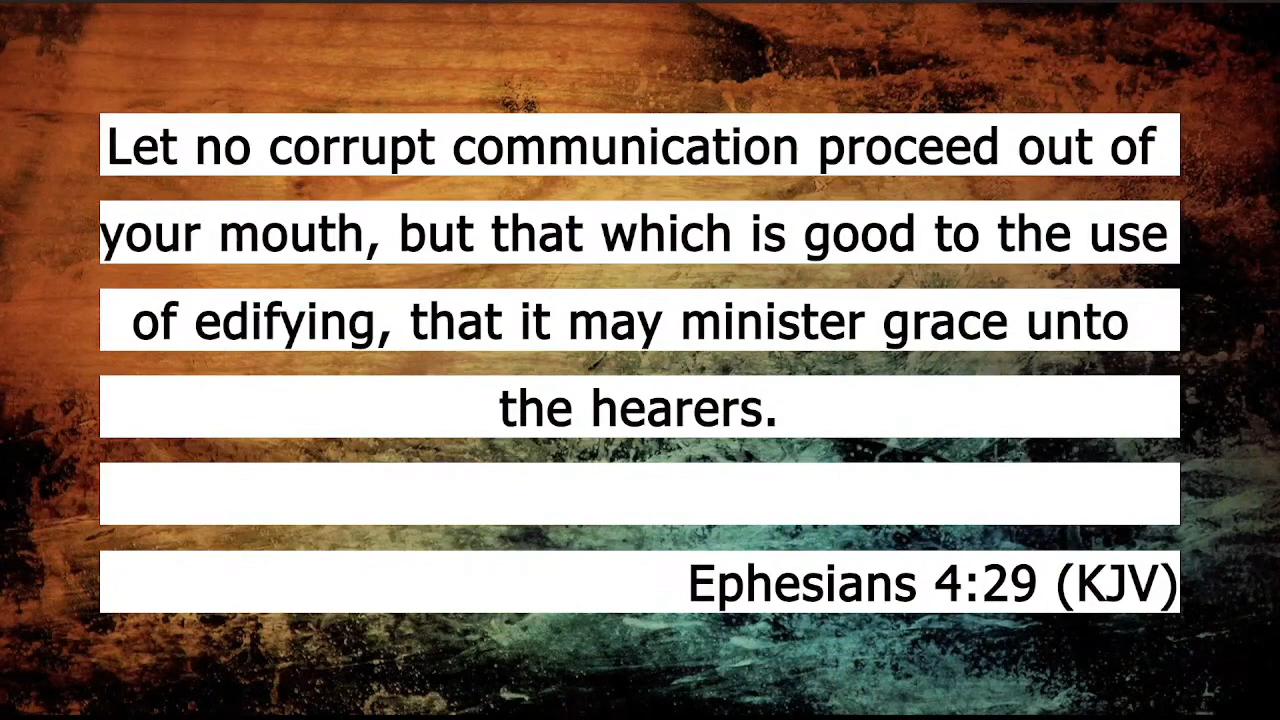 Let no corrupt communication proceed out of
your mouth, but that which is good to the use
of edifying, that it may minister grace unto
the hearers.
Ephesians 4:29 (KJV)